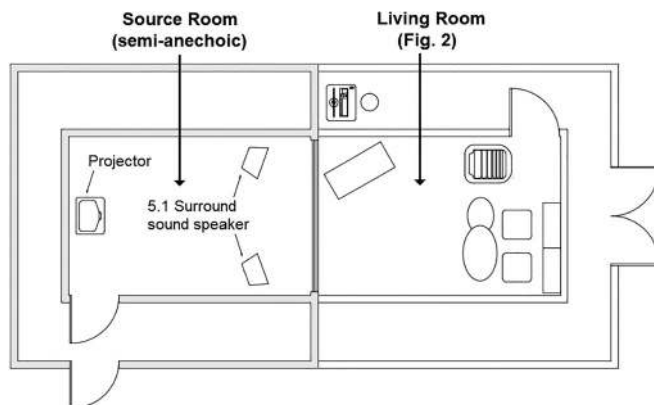 Source Room
(semi-anechoic)
Living Room
(Fig. 2)
Projector
5.1 Surround
sound speaker